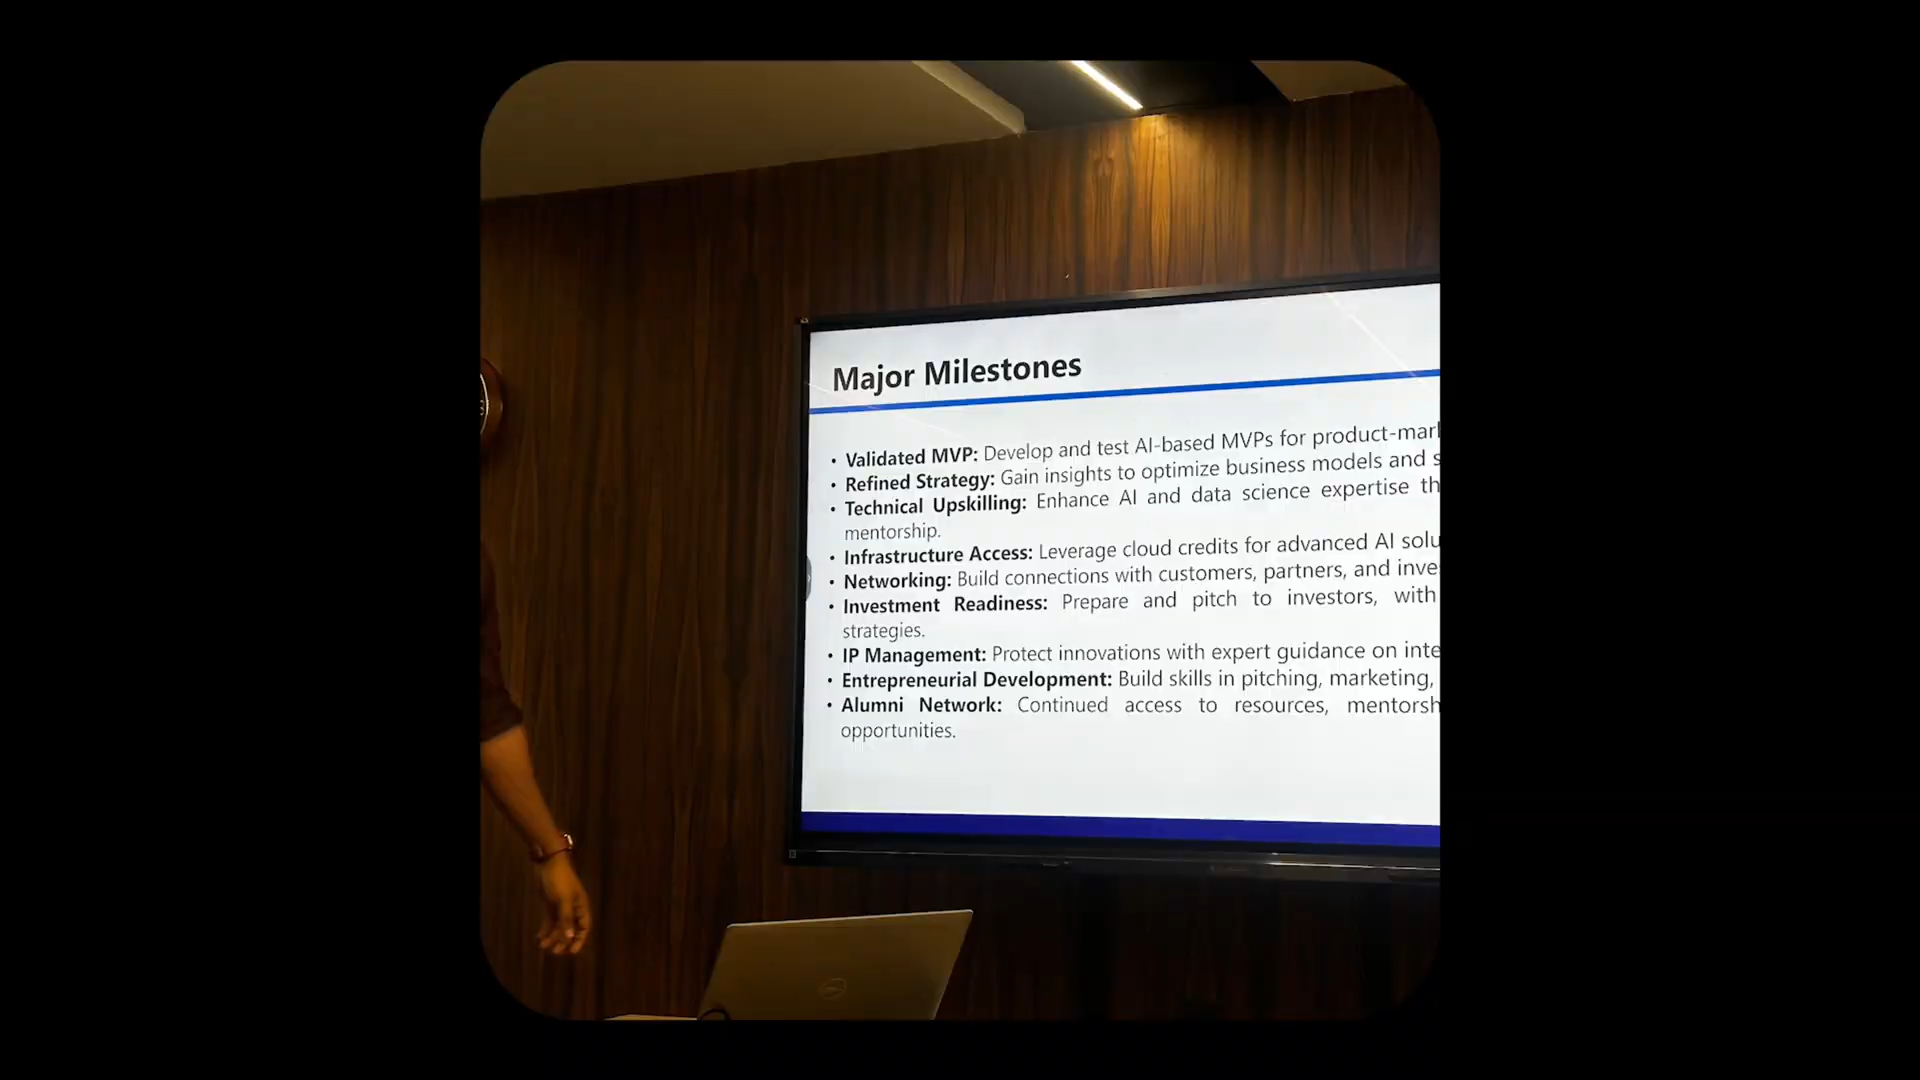 Major Milestones
• Validated MVP: Develop and test AI-based MVPs for product-mar
• Refined Strategy: Gain insights to optimize business models and s
• Technical Upskilling: Enhance AI and data science expertise th
mentorship.
• Infrastructure Access: Leverage cloud credits for advanced AI solu
• Networking: Build connections with customers, partners, and inve
• Investment Readiness: Prepare and pitch to investors, with
strategies.
• IP Management: Protect innovations with expert guidance on inte
• Entrepreneurial Development: Build skills in pitching, marketing,
• Alumni Network: Continued access to resources, mentorsh
opportunities.